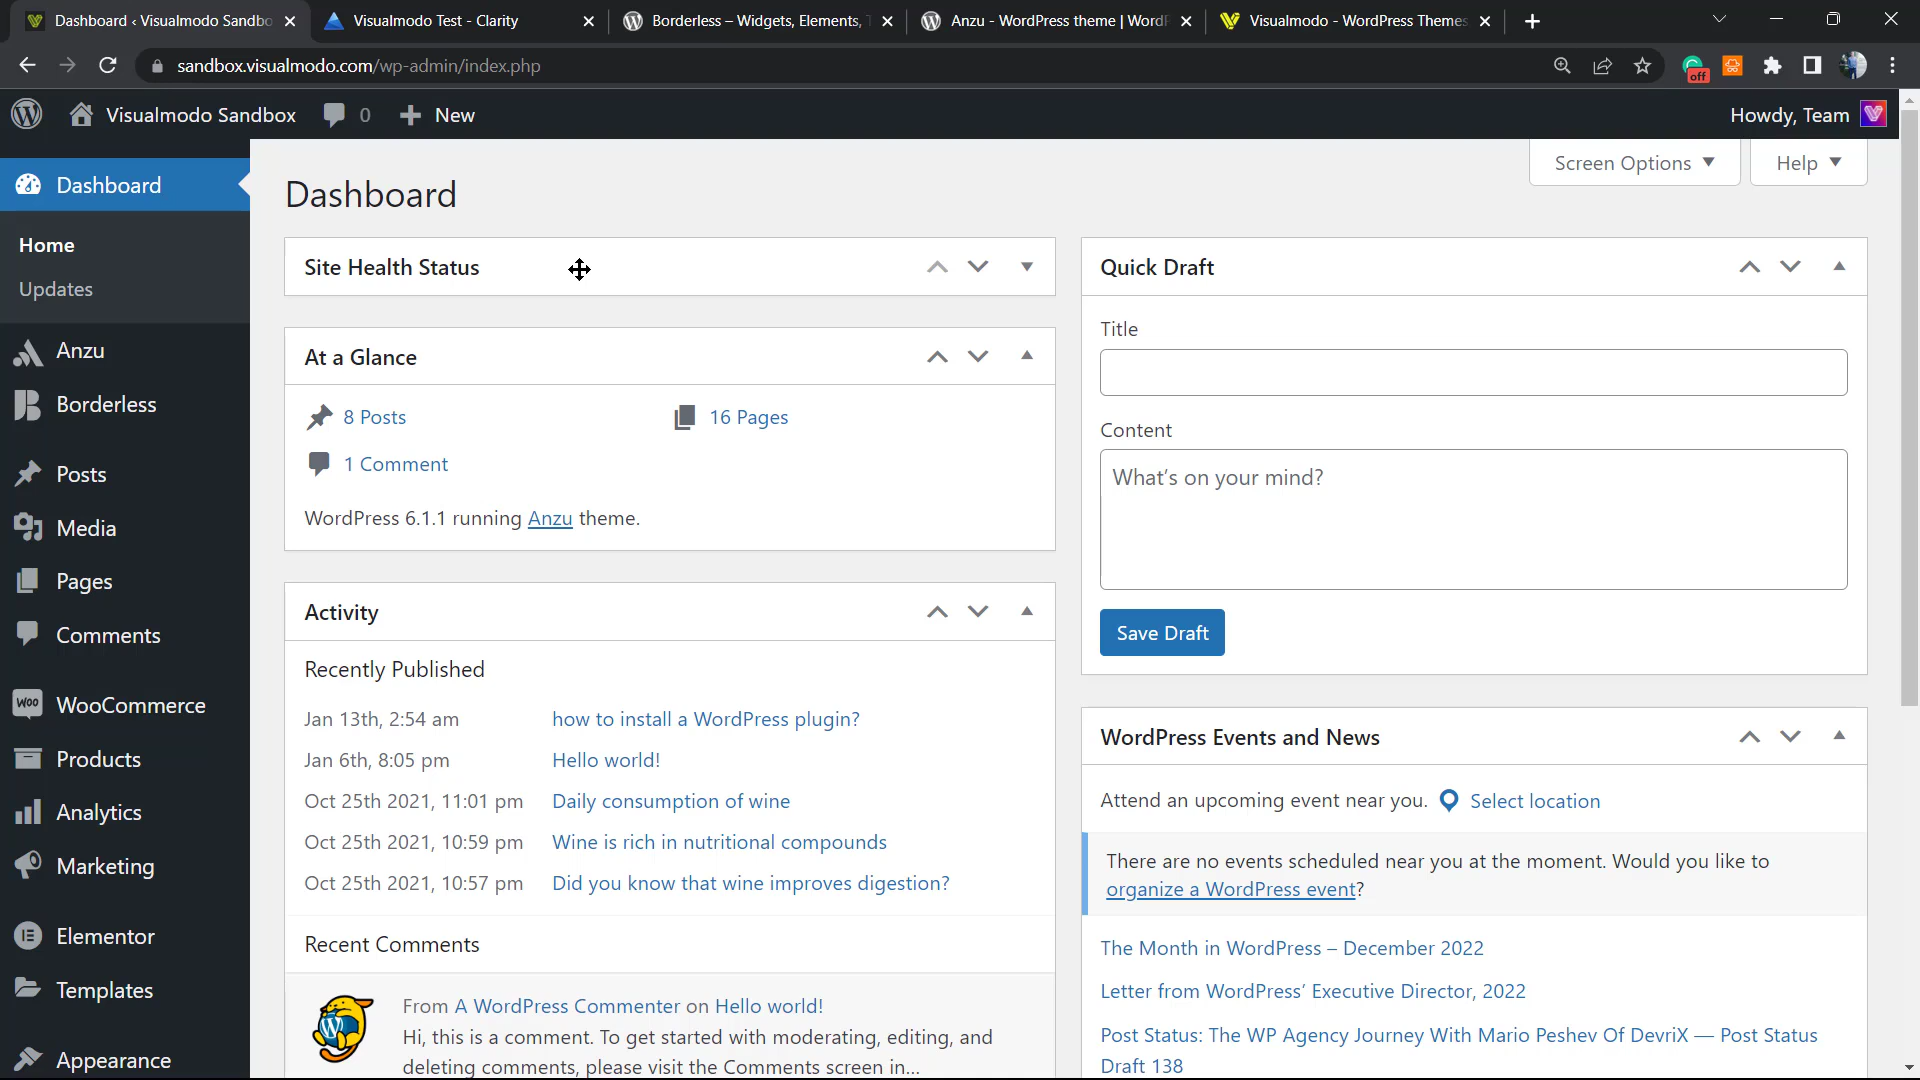 Dashboard ‹ Visualmodo Sandbo
Visualmodo Test - Clarity
Borderless – Widgets, Elements,
Anzu - WordPress theme | Word
Visualmodo - WordPress Themes
sandbox.visualmodo.com/wp-admin/index.php
off
Visualmodo Sandbox
0
New
Howdy, Team
Screen Options
Help
Dashboard
Home
Updates
Anzu
Borderless
Posts
Media
Pages
Comments
WooCommerce
Products
Analytics
Marketing
Elementor
Templates
Appearance
Dashboard
Site Health Status
At a Glance
8 Posts
16 Pages
1 Comment
WordPress 6.1.1 running Anzu theme.
Activity
Recently Published
Jan 13th, 2:54 am how to install a WordPress plugin?
Jan 6th, 8:05 pm Hello world!
Oct 25th 2021, 11:01 pm Daily consumption of wine
Oct 25th 2021, 10:59 pm Wine is rich in nutritional compounds
Oct 25th 2021, 10:57 pm Did you know that wine improves digestion?
Recent Comments
From A WordPress Commenter on Hello world!
Hi, this is a comment. To get started with moderating, editing, and
deleting comments, please visit the Comments screen in...
Quick Draft
Title
Content
What's on your mind?
Save Draft
WordPress Events and News
Attend an upcoming event near you. Select location
There are no events scheduled near you at the moment. Would you like to
organize a WordPress event?
The Month in WordPress – December 2022
Letter from WordPress' Executive Director, 2022
Post Status: The WP Agency Journey With Mario Peshev Of DevriX — Post Status
Draft 138